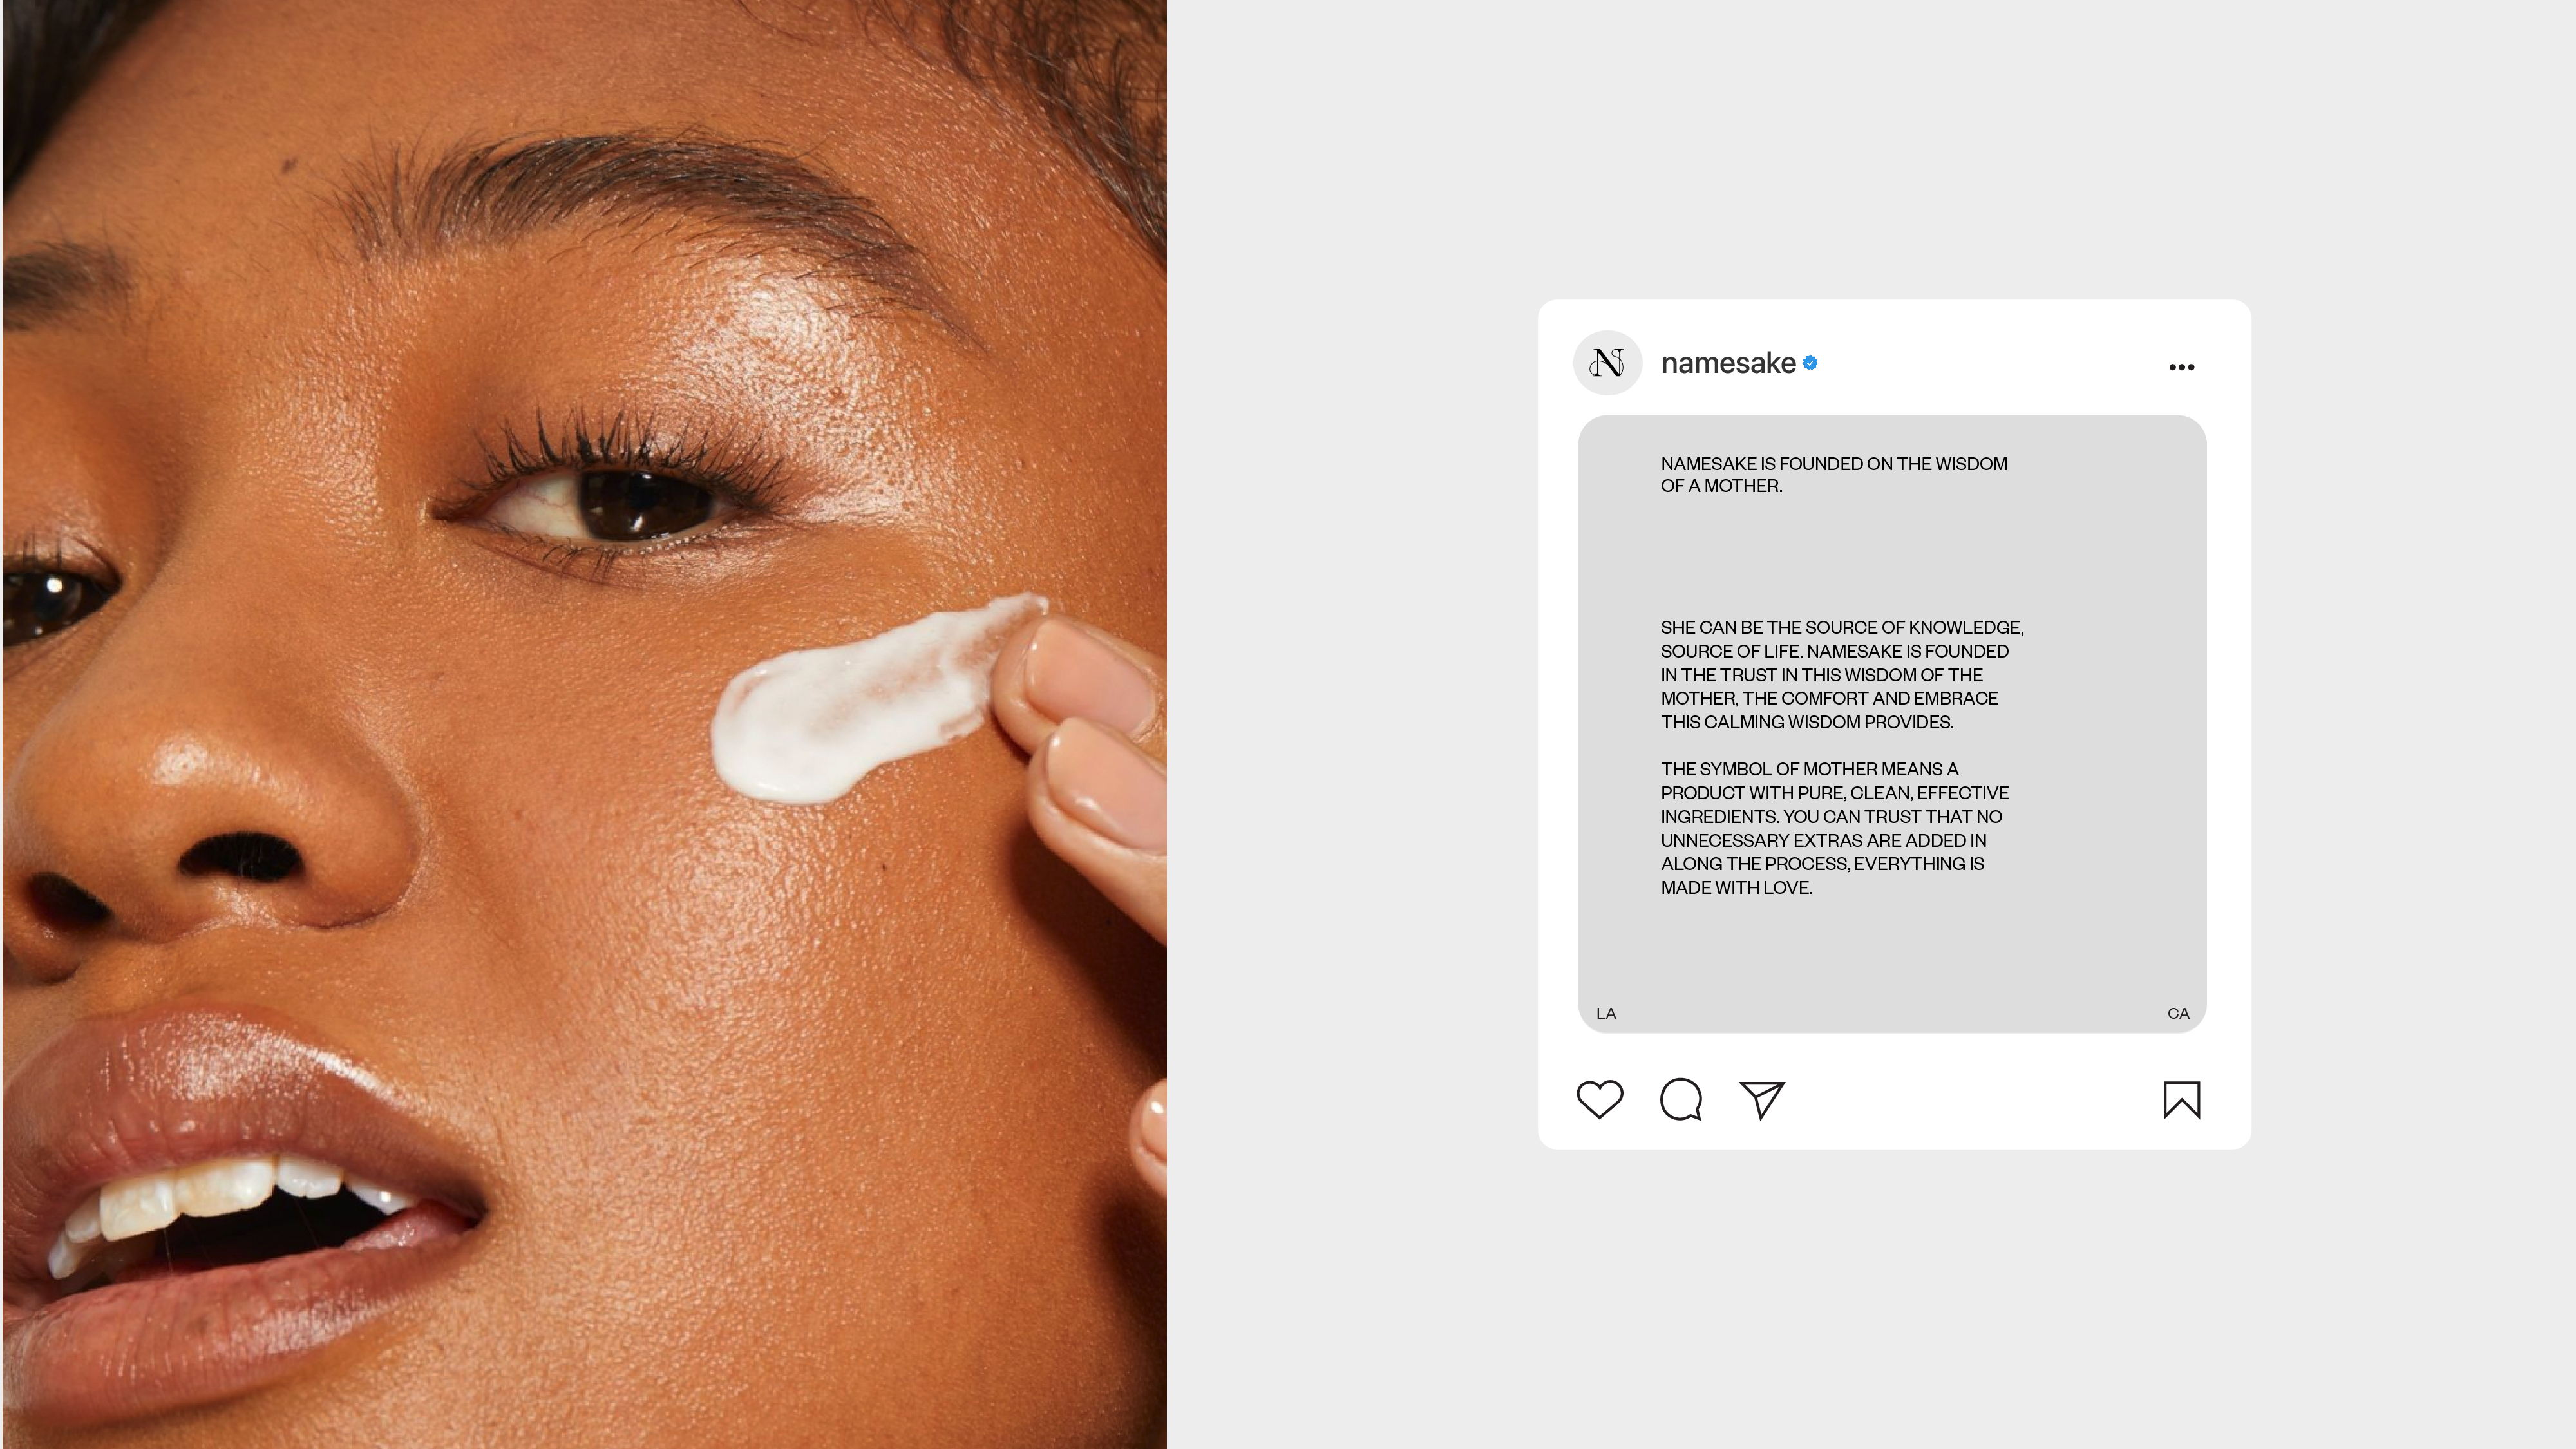 N
namesake
NAMESAKE IS FOUNDED ON THE WISDOM
OF A MOTHER.
SHE CAN BE THE SOURCE OF KNOWLEDGE,
SOURCE OF LIFE. NAMESAKE IS FOUNDED
IN THE TRUST IN THIS WISDOM OF THE
MOTHER, THE COMFORT AND EMBRACE
THIS CALMING WISDOM PROVIDES.
THE SYMBOL OF MOTHER MEANS A
PRODUCT WITH PURE, CLEAN, EFFECTIVE
INGREDIENTS. YOU CAN TRUST THAT NO
UNNECESSARY EXTRAS ARE ADDED IN
ALONG THE PROCESS, EVERYTHING IS
MADE WITH LOVE.
LA CA